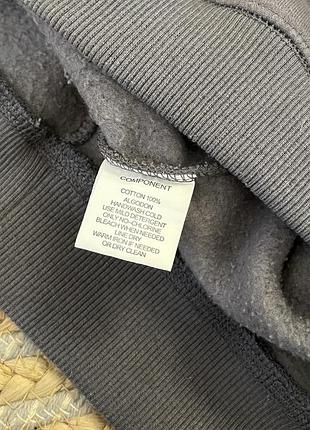 COMPONENT
COTTON 100%
ALGODON
HANDWASH COLD
USE MILD DETERGENT
ONLY NO-CHLORINE
BLEACH WHEN NEEDED
LINE DRY
WARM IRON IF NEEDED
OR DRY CLEAN